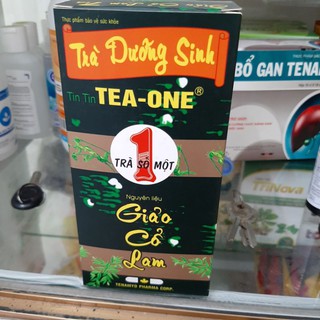 Thực phẩm bảo vệ sức khỏe
Trà Dưỡng Sinh
Tin Tin TEA-ONE®
1
TRÀ SỐ MỘT
Nguyên liệu
Giảo
Cổ
Lam
TENAMYD PHARMA CORP.
BỔ GAN TENA